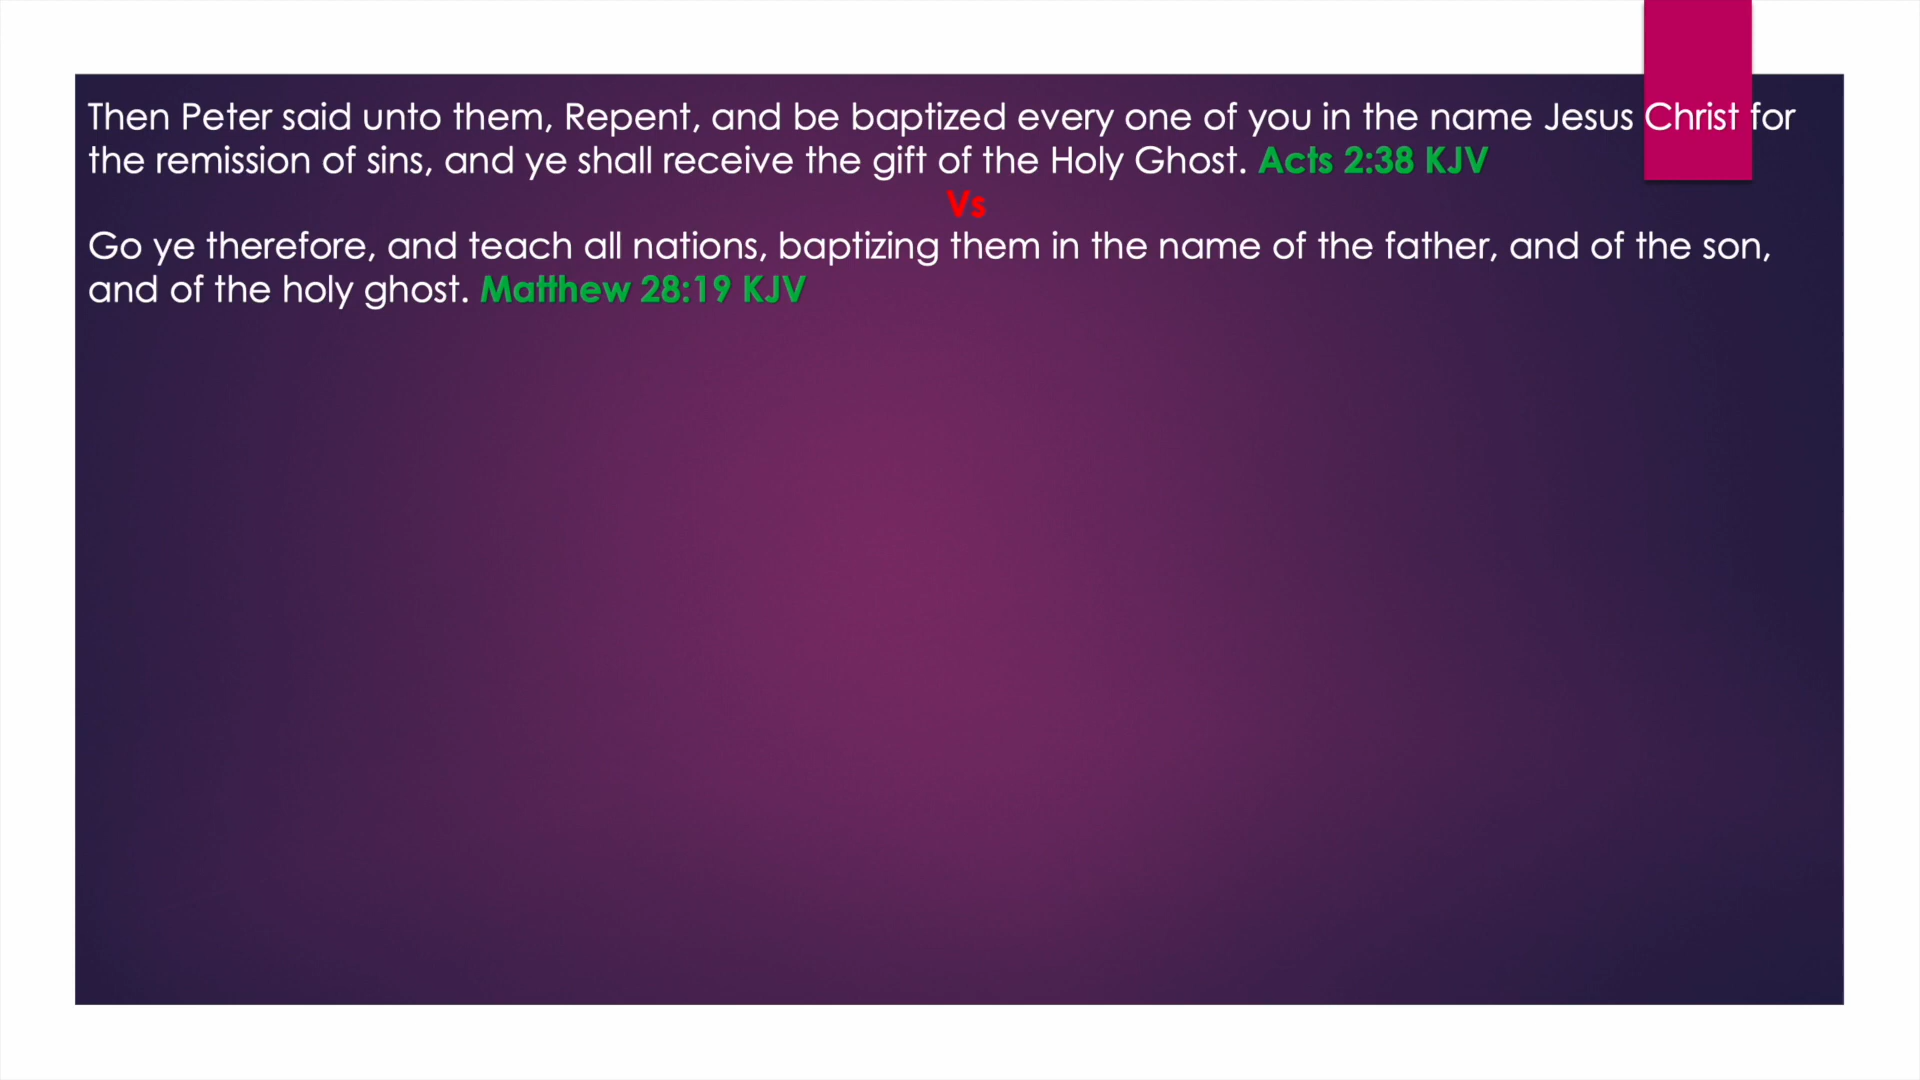 Then Peter said unto them, Repent, and be baptized every one of you in the name Jesus Christ for
the remission of sins, and ye shall receive the gift of the Holy Ghost. Acts 2:38 KJV
Vs
Go ye therefore, and teach all nations, baptizing them in the name of the father, and of the son,
and of the holy ghost. Matthew 28:19 KJV